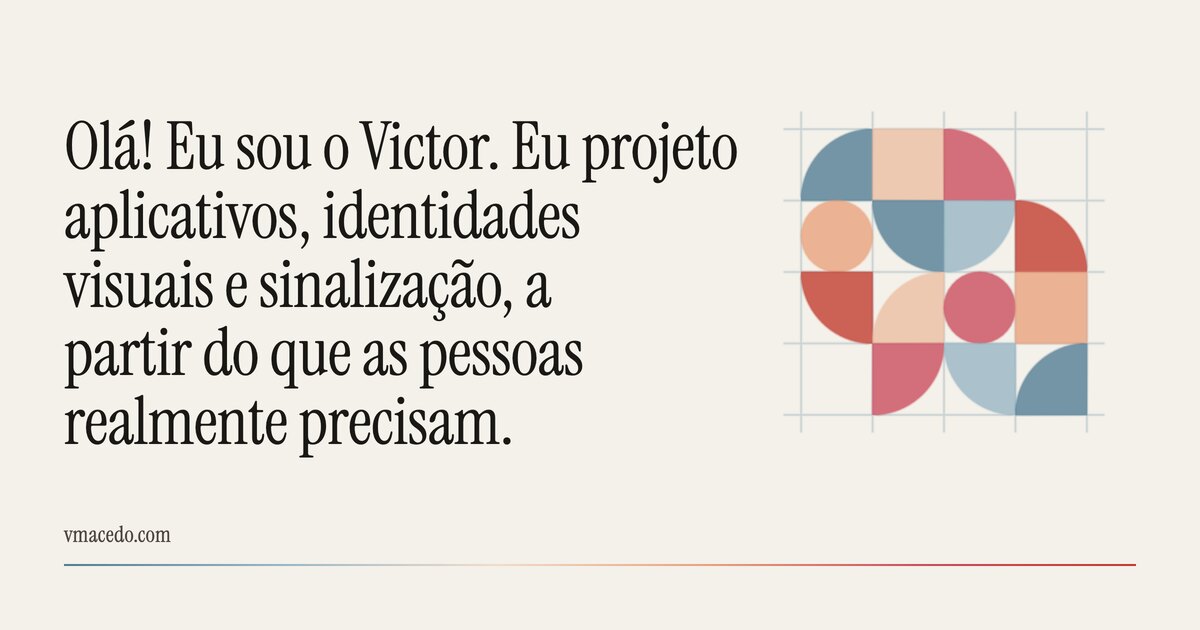 Olá! Eu sou o Victor. Eu projeto
aplicativos, identidades
visuais e sinalização, a
partir do que as pessoas
realmente precisam.
vmacedo.com